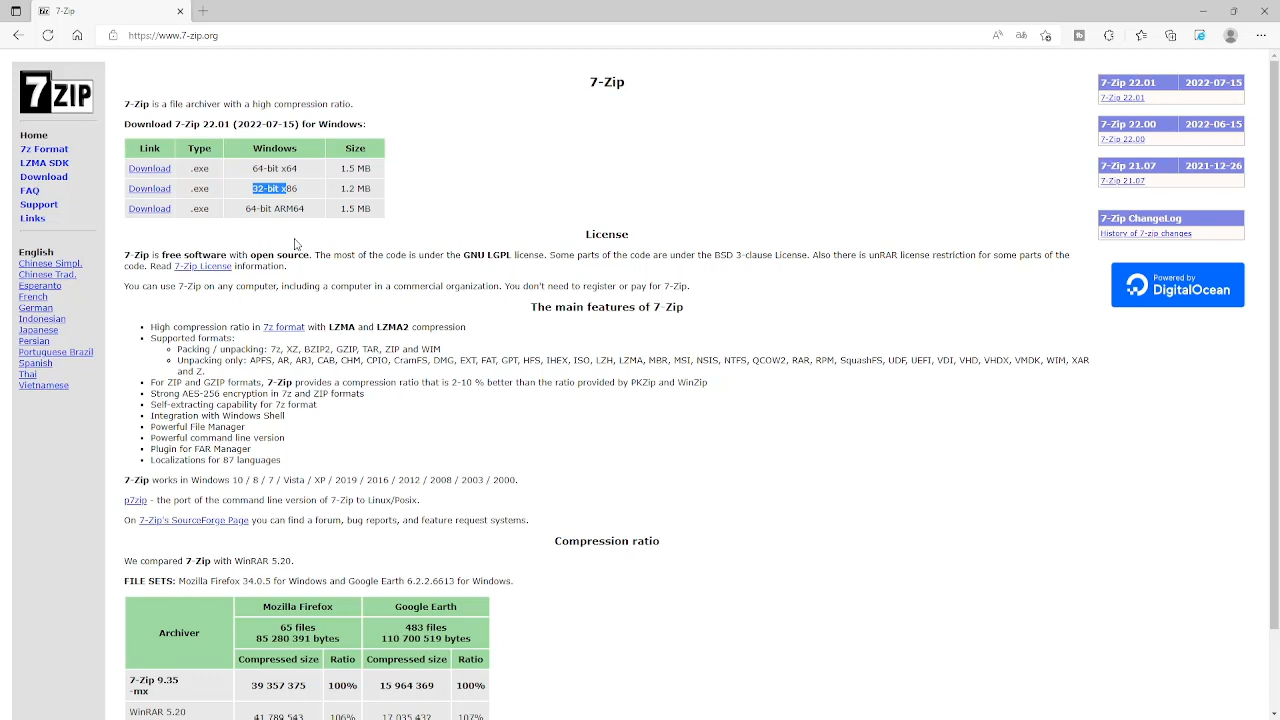 7-Zip
https://www.7-zip.org
7ZIP
Home
7z Format
LZMA SDK
Download
FAQ
Support
Links
English
Chinese Simpl.
Chinese Trad.
Esperanto
French
German
Indonesian
Japanese
Persian
Portuguese Brazil
Spanish
Thai
Vietnamese
7-Zip
7-Zip is a file archiver with a high compression ratio.
Download 7-Zip 22.01 (2022-07-15) for Windows:
Link Type Windows Size
Download .exe 64-bit x64 1.5 MB
Download .exe 32-bit x86 1.2 MB
Download .exe 64-bit ARM64 1.5 MB
License
7-Zip is free software with open source. The most of the code is under the GNU LGPL license. Some parts of the code are under the BSD 3-clause License. Also there is unRAR license restriction for some parts of the
code. Read 7-Zip License information.
You can use 7-Zip on any computer, including a computer in a commercial organization. You don't need to register or pay for 7-Zip.
The main features of 7-Zip
High compression ratio in 7z format with LZMA and LZMA2 compression
Supported formats:
Packing / unpacking: 7z, XZ, BZIP2, GZIP, TAR, ZIP and WIM
Unpacking only: APFS, AR, ARJ, CAB, CHM, CPIO, CramFS, DMG, EXT, FAT, GPT, HFS, IHEX, ISO, LZH, LZMA, MBR, MSI, NSIS, NTFS, QCOW2, RAR, RPM, SquashFS, UDF, UEFI, VDI, VHD, VHDX, VMDK, WIM, XAR
and Z.
For ZIP and GZIP formats, 7-Zip provides a compression ratio that is 2-10 % better than the ratio provided by PKZip and WinZip
Strong AES-256 encryption in 7z and ZIP formats
Self-extracting capability for 7z format
Integration with Windows Shell
Powerful File Manager
Powerful command line version
Plugin for FAR Manager
Localizations for 87 languages
7-Zip works in Windows 10 / 8 / 7 / Vista / XP / 2019 / 2016 / 2012 / 2008 / 2003 / 2000.
p7zip - the port of the command line version of 7-Zip to Linux/Posix.
On 7-Zip's SourceForge Page you can find a forum, bug reports, and feature request systems.
Compression ratio
We compared 7-Zip with WinRAR 5.20.
FILE SETS: Mozilla Firefox 34.0.5 for Windows and Google Earth 6.2.2.6613 for Windows.
Archiver
Mozilla Firefox Google Earth
65 files 483 files
85 280 391 bytes 110 700 519 bytes
Compressed size Ratio Compressed size Ratio
7-Zip 9.35
-mx
39 357 375 100% 15 964 369 100%
WinRAR 5.20
41 789 543 106% 17 035 432 107%
7-Zip 22.01 2022-07-15
7-Zip 22.01
7-Zip 22.00 2022-06-15
7-Zip 22.00
7-Zip 21.07 2021-12-26
7-Zip 21.07
7-Zip ChangeLog
History of 7-zip changes
Powered by
DigitalOcean